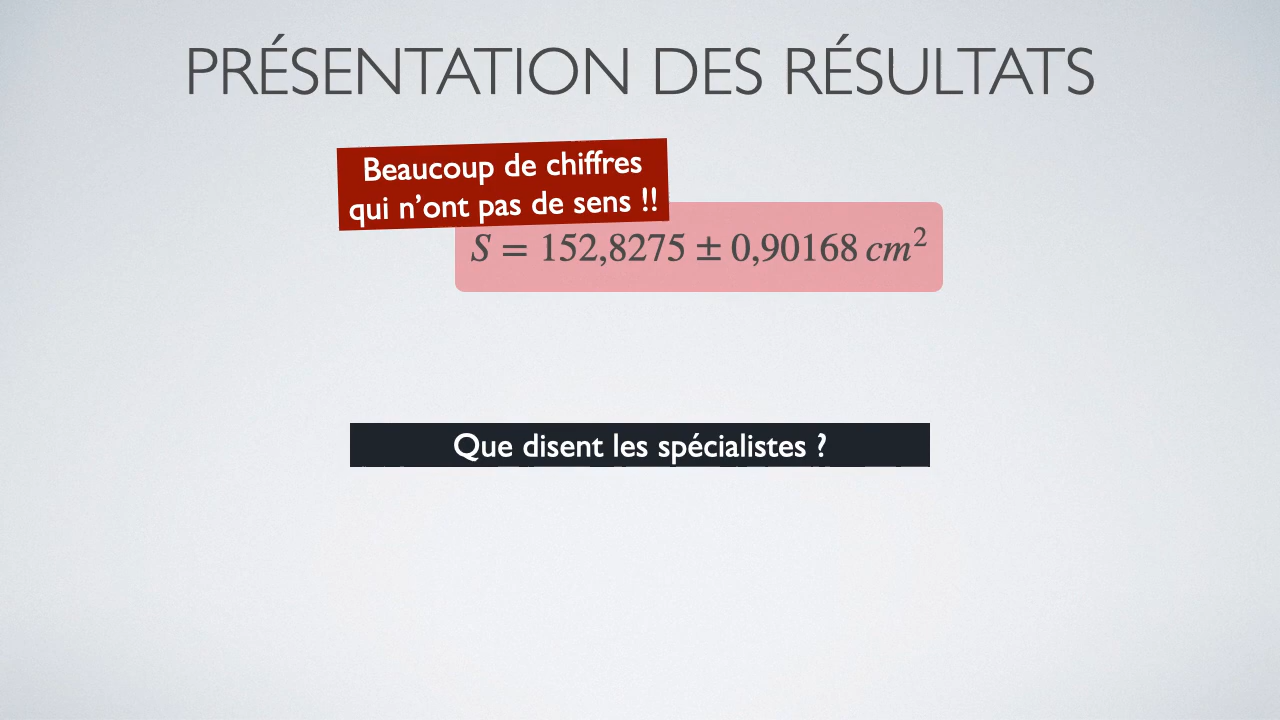 PRÉSENTATION DES RÉSULTATS
Beaucoup de chiffres
qui n’ont pas de sens !!
S = 152,8275 ± 0,90168 cm²
Que disent les spécialistes ?